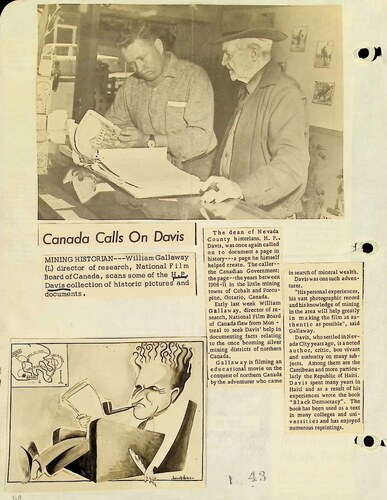 Canada Calls On Davis
MINING HISTORIAN---William Gallaway
(l.) director of research, National Film
Board of Canada, scans some of the H.P.
Davis collection of historic pictures and
documents.
The dean of Nevada
County historians, H. P.
Davis, was once again called
on to document a page in
history---a page he himself
helped create. The caller---
the Canadian Government;
the page---the years between
1906-11 in the little mining
towns of Cobalt and Porcu-
pine, Ontario, Canada.
Early last week William
Gallaway, director of re-
search, National Film Board
of Canada flew from Mon-
treal to seek Davis' help in
documenting facts relating
to the once booming silver
mining districts of northern
Canada.
Gallaway is filming an
educational movie on the
conquest of northern Canada
by the adventurer who came
in search of mineral wealth.
Davis was one such adven-
turer.
"His personal experiences,
his vast photographic record
and his knowledge of mining
in the area will help greatly
in making the film as au-
thentic as possible", said
Gallaway.
Davis, who settled in Nev-
ada City years ago, is a noted
author, critic, bon vivant
and authority on many sub-
jects. Among them are the
Carribean and more particu-
larly the Republic of Haiti.
Davis spent many years in
Haiti and as a result of his
experiences wrote the book
"Black Democracy". The
book has been used as a text
in many colleges and uni-
versities and has enjoyed
numerous reprintings.
43